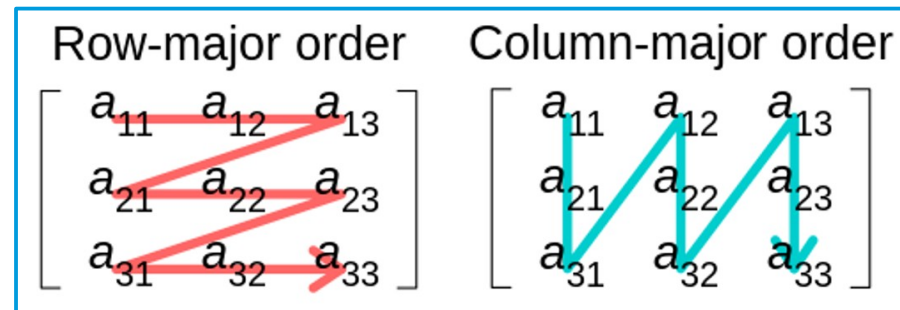 Row-major order
a11 a12 a13
a21 a22 a23
a31 a32 a33
Column-major order
a11 a12 a13
a21 a22 a23
a31 a32 a33